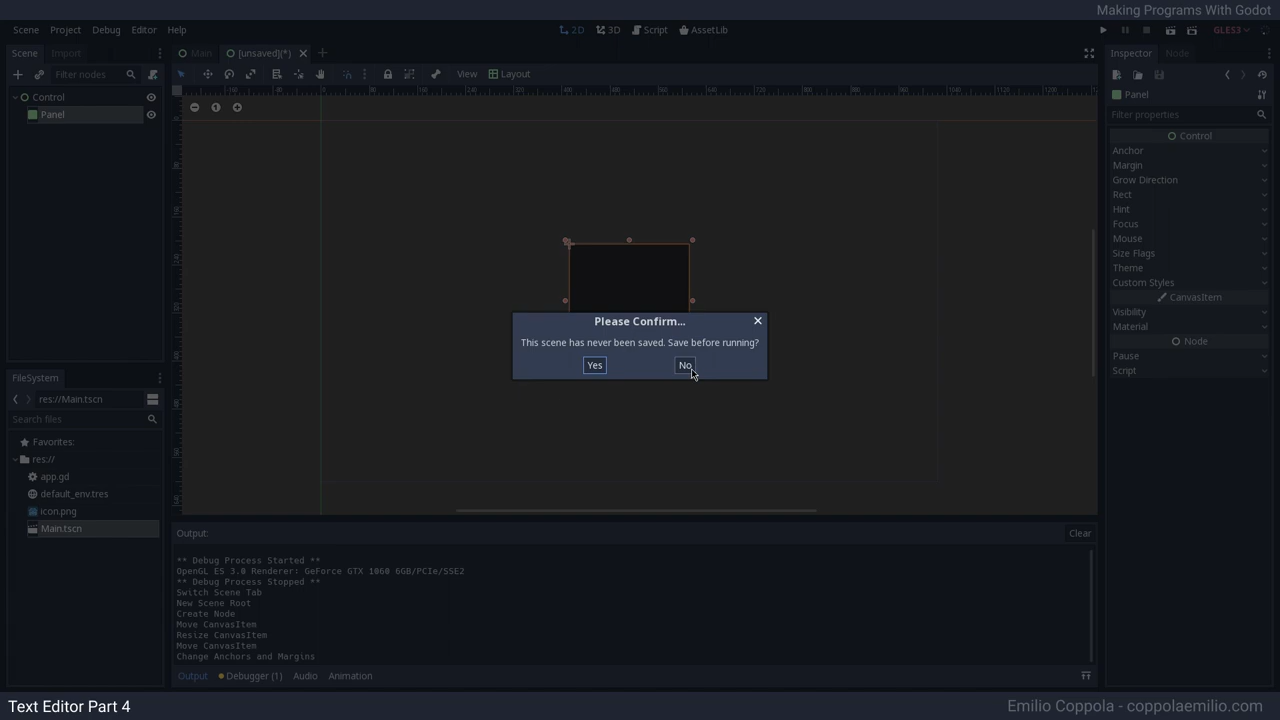 Making Programs With Godot
Scene Project Debug Editor Help
2D 3D Script AssetLib
GLES3
Scene Import
Main [unsaved](*)
Inspector Node
Filter nodes
View Layout
Control
Panel
Panel
Filter properties
Control
Anchor
Margin
Grow Direction
Rect
Hint
Focus
Mouse
Size Flags
Theme
Custom Styles
CanvasItem
Visibility
Material
Node
Pause
Script
Please Confirm...
This scene has never been saved. Save before running?
Yes No
FileSystem
res://Main.tscn
Search files
Favorites:
res://
app.gd
default_env.tres
icon.png
Main.tscn
Output: Clear
** Debug Process Started **
OpenGL ES 3.0 Renderer: GeForce GTX 1060 6GB/PCIe/SSE2
** Debug Process Stopped **
Switch Scene Tab
New Scene Root
Create Node
Move CanvasItem
Resize CanvasItem
Move CanvasItem
Change Anchors and Margins
Output Debugger (1) Audio Animation
Text Editor Part 4
Emilio Coppola - coppolaemilio.com